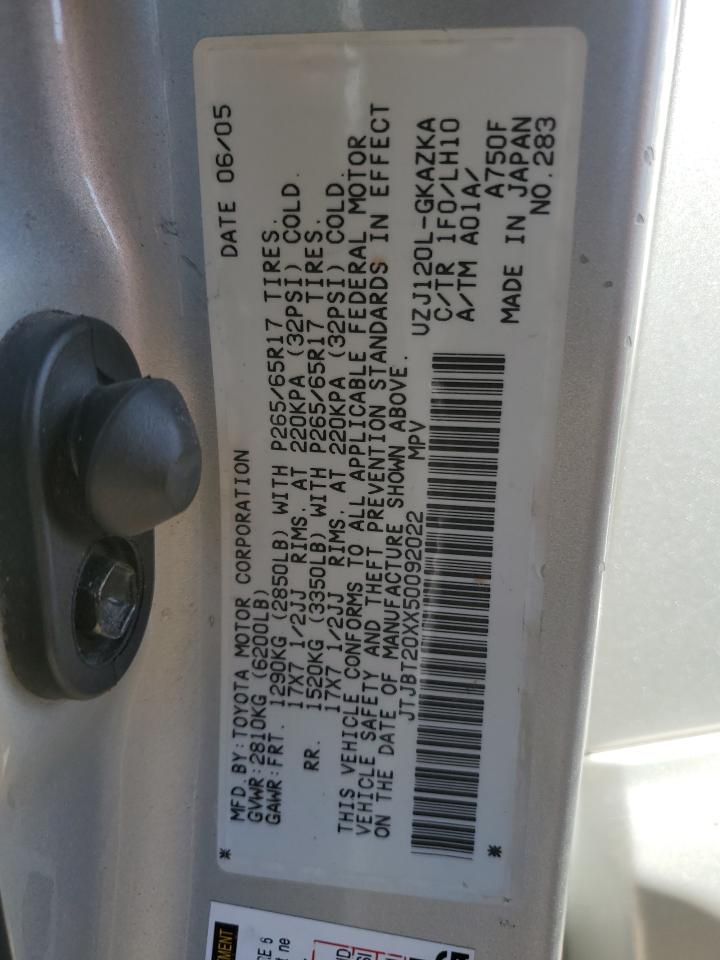 MFD. BY: TOYOTA MOTOR CORPORATION DATE 06/05
GVWR: 2810KG (6200LB)
GAWR: FRT. 1290KG (2850LB) WITH P265/65R17 TIRES.
17X7 1/2JJ RIMS. AT 220KPA (32PSI) COLD.
RR. 1520KG (3350LB) WITH P265/65R17 TIRES.
17X7 1/2JJ RIMS, AT 220KPA (32PSI) COLD.
THIS VEHICLE CONFORMS TO ALL APPLICABLE FEDERAL MOTOR
VEHICLE SAFETY AND THEFT PREVENTION STANDARDS IN EFFECT
ON THE DATE OF MANUFACTURE SHOWN ABOVE.
JTJBT20XX50092022 MPV
UZJ120L-GKAZKA
C/TR 1F0/LH10
A/TM A01A/
A750F
MADE IN JAPAN
NO. 283